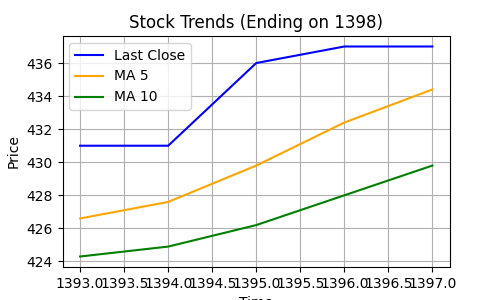 Stock Trends (Ending on 1398)
Last Close
MA 5
MA 10
Price
436
434
432
430
428
426
424
1393.0 1393.5 1394.0 1394.5 1395.0 1395.5 1396.0 1396.5 1397.0
Time